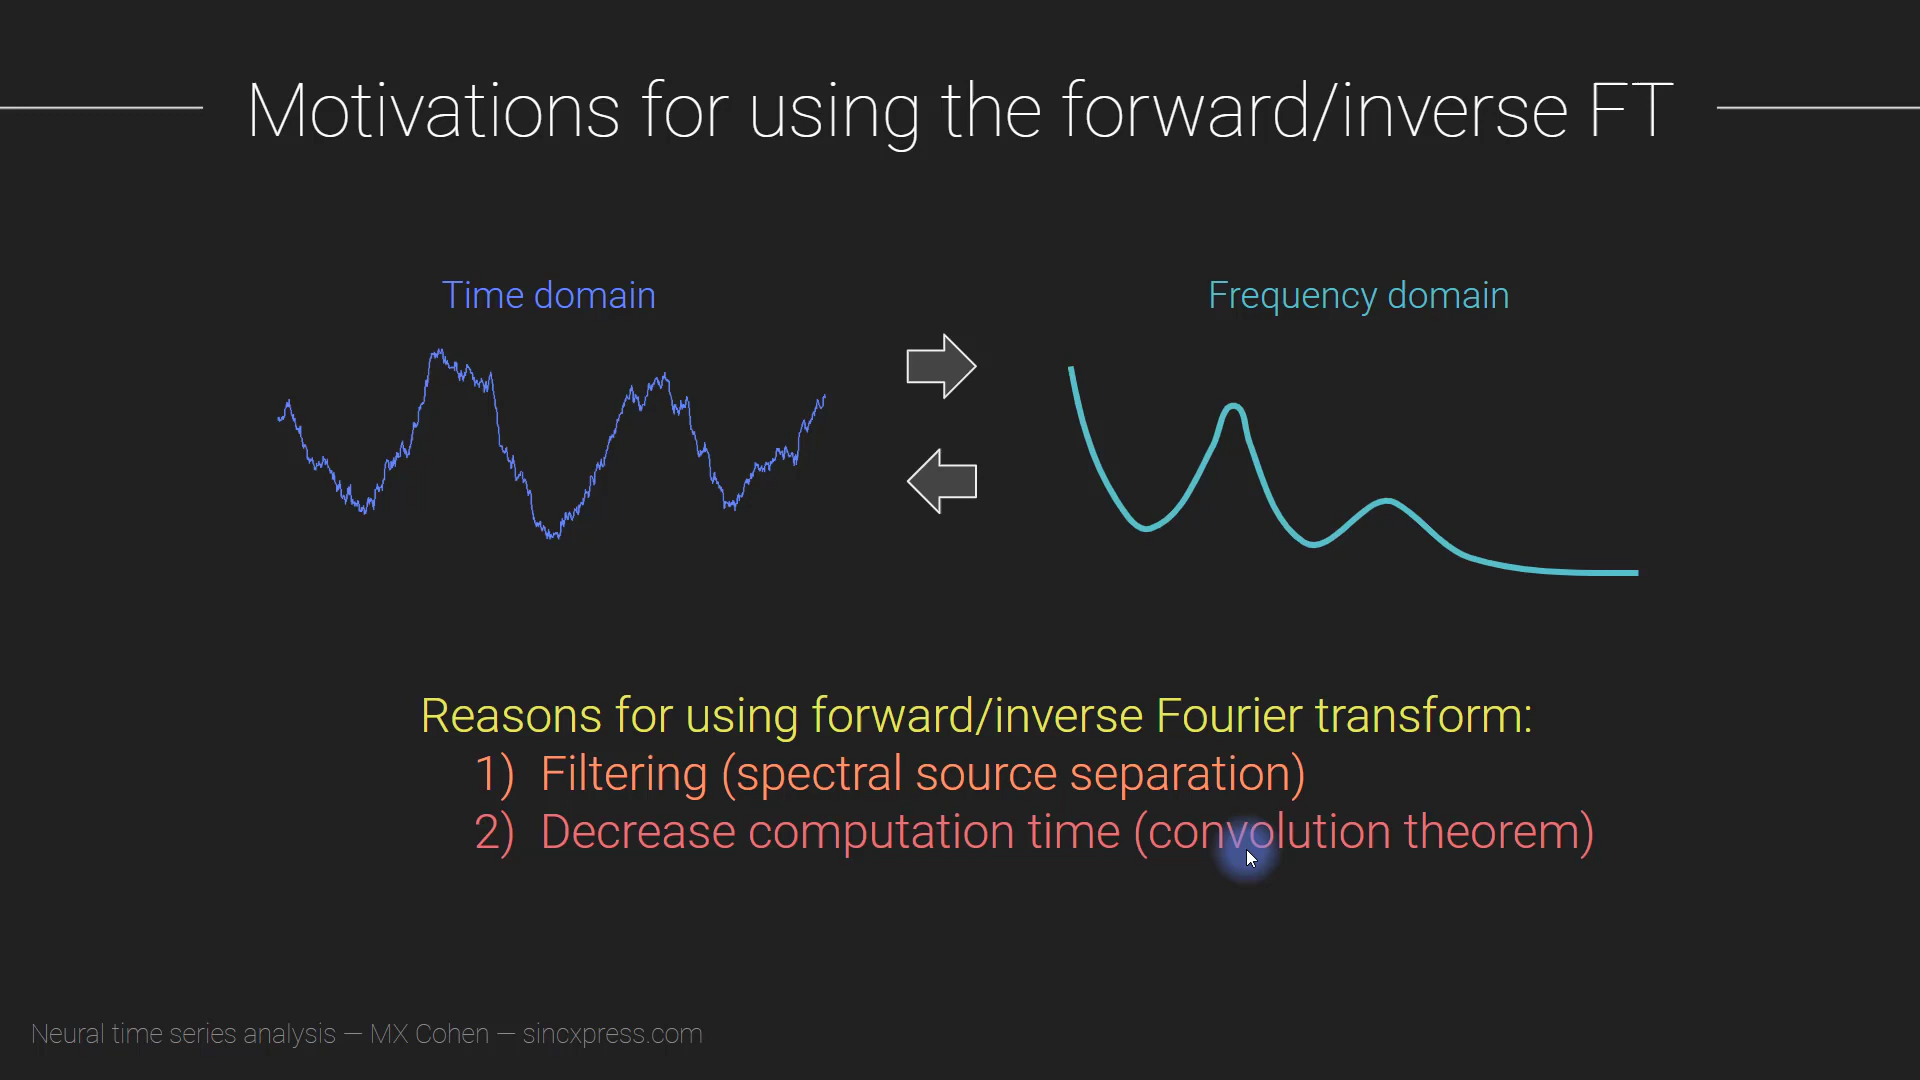 Motivations for using the forward/inverse FT
Time domain
Frequency domain
Reasons for using forward/inverse Fourier transform:
1) Filtering (spectral source separation)
2) Decrease computation time (convolution theorem)
Neural time series analysis — MX Cohen — sincxpress.com